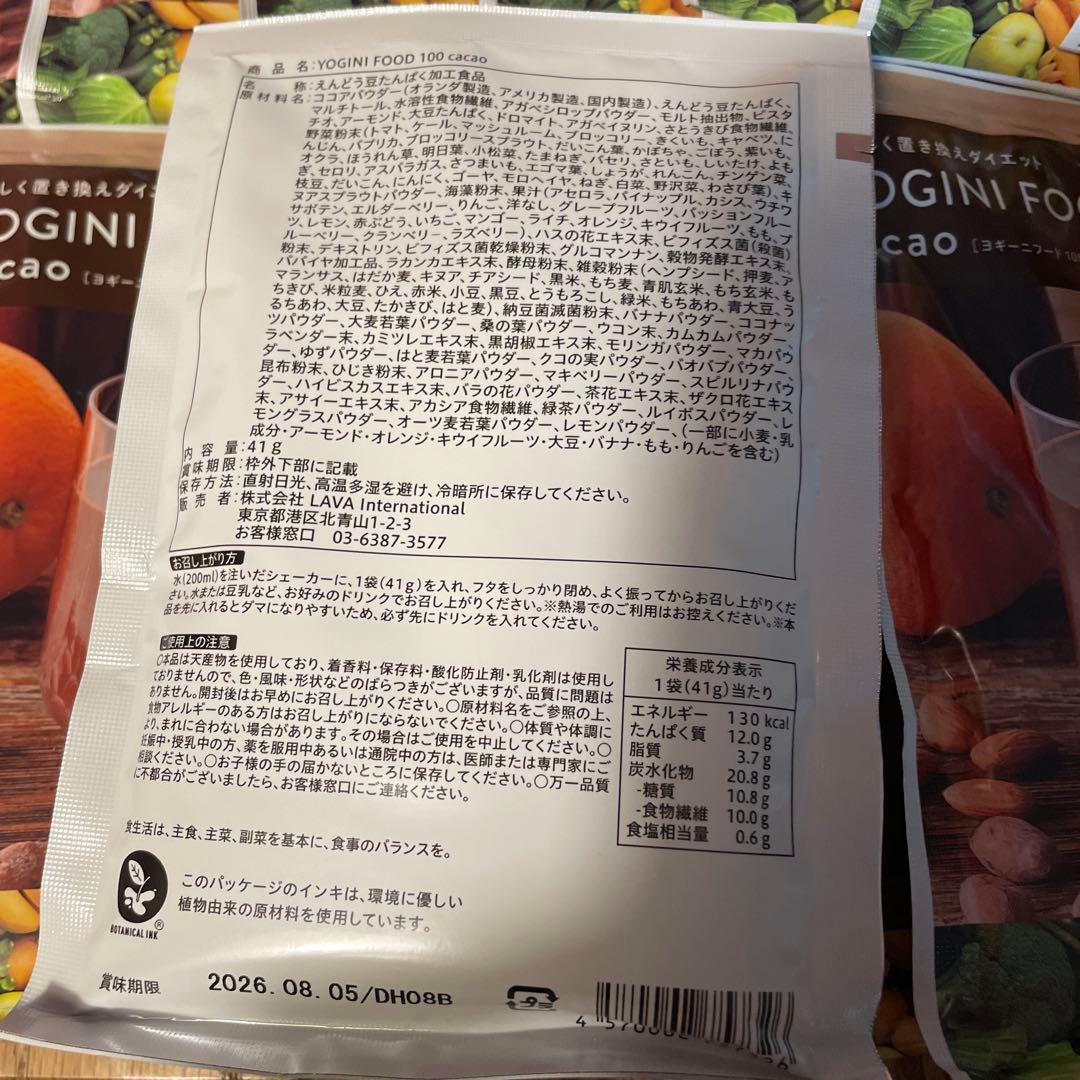 商品名:YOGINI FOOD 100 cacao
名称:えんどう豆たんぱく加工食品
原材料名:ココアパウダー(オランダ製造、アメリカ製造、国内製造)、えんどう豆たんぱく、
マルチトール、水溶性食物繊維、アガベシロップパウダー、モルト抽出物、ピスタ
チオ、アーモンド、大豆たんぱく、ドロマイト、アガベイヌリン、さとうきび食物繊維、
野菜粉末(トマト、ケール、マッシュルーム、ブロッコリー、きくいも、キャベツ、に
んじん、パプリカ、ブロッコリースプラウト、だいこん葉、かぼちゃ、ごぼう、紫いも、
オクラ、ほうれん草、明日葉、小松菜、たまねぎ、パセリ、さといも、しいたけ、よも
ぎ、セロリ、アスパラガス、さつまいも、エゴマ葉、しょうが、れんこん、チンゲン菜、
枝豆、だいこん、にんにく、ゴーヤ、モロヘイヤ、ねぎ、白菜、野沢菜、わさび葉)、キ
ヌアスプラウトパウダー、海藻粉末、果汁(アセロラ、パイナップル、カシス、ウチワ
サボテン、エルダーベリー、りんご、洋なし、グレープフルーツ、パッションフルー
ツ、レモン、赤ぶどう、いちご、マンゴー、ライチ、オレンジ、キウイフルーツ、もも、ブ
ルーベリー、クランベリー、ラズベリー)、ハスの花エキス末、ビフィズス菌(殺菌)
粉末、デキストリン、ビフィズス菌乾燥粉末、グルコマンナン、穀物発酵エキス末、
パパイヤ加工品、ラカンカエキス末、酵母粉末、雑穀粉末(ヘンプシード、押麦、ア
マランサス、はだか麦、キヌア、チアシード、黒米、もち麦、青肌玄米、もち玄米、も
ちきび、米粒麦、ひえ、赤米、小豆、黒豆、とうもろこし、緑米、もちあわ、青大豆、う
るちあわ、大豆、たかきび、はと麦)、納豆菌滅菌粉末、バナナパウダー、ココナッ
ツパウダー、大麦若葉パウダー、桑の葉パウダー、ウコン末、カムカムパウダー、
ラベンダー末、カミツレエキス末、黒胡椒エキス末、モリンガパウダー、マカパウ
ダー、ゆずパウダー、はと麦若葉パウダー、クコの実パウダー、バオバブパウダー、
昆布粉末、ひじき粉末、アロニアパウダー、マキベリーパウダー、スピルリナパウ
ダー、ハイビスカスエキス末、バラの花パウダー、茶花エキス末、ザクロ花エキス
末、アサイーエキス末、アカシア食物繊維、緑茶パウダー、ルイボスパウダー、レ
モングラスパウダー、オーツ麦若葉パウダー、レモンパウダー、(一部に小麦・乳
成分・アーモンド・オレンジ・キウイフルーツ・大豆・バナナ・もも・りんごを含む)
内容量:41g
賞味期限:枠外下部に記載
保存方法:直射日光、高温多湿を避け、冷暗所に保存してください。
販売者:株式会社 LAVA International
東京都港区北青山1-2-3
お客様窓口 03-6387-3577
お召し上がり方
水(200ml)を注いだシェーカーに、1袋(41g)を入れ、フタをしっかり閉め、よく振ってからお召し上がりくだ
さい。水または豆乳など、お好みのドリンクでお召し上がりください。※熱湯でのご利用はお控えください。※本
品を先に入れるとダマになりやすいため、必ず先にドリンクを入れてください。
ご使用上の注意
○本品は天産物を使用しており、着香料・保存料・酸化防止剤・乳化剤は使用し
ておりませんので、色・風味・形状などのばらつきがございますが、品質に問題は
ありません。開封後はお早めにお召し上がりください。○原材料名をご参照の上、
食物アレルギーのある方はお召し上がりにならないでください。○体質や体調に
より、まれに合わない場合があります。その場合はご使用を中止してください。○
妊娠中・授乳中の方、薬を服用中あるいは通院中の方は、医師または専門家にご
相談ください。○お子様の手の届かないところに保存してください。○万一品質
に不都合がございましたら、お客様窓口にご連絡ください。
栄養成分表示
1袋(41g)当たり
エネルギー 130 kcal
たんぱく質 12.0g
脂質 3.7g
炭水化物 20.8g
-糖質 10.8g
-食物繊維 10.0g
食塩相当量 0.6g
食生活は、主食、主菜、副菜を基本に、食事のバランスを。
このパッケージのインキは、環境に優しい
植物由来の原材料を使用しています。
BOTANICAL INK®
賞味期限 2026.08.05/DH08B
しく置き換えダイ
OGINI
cacao [ヨギー
く置き換えダイエット
OGINI FO
cao [ヨギーニフード10